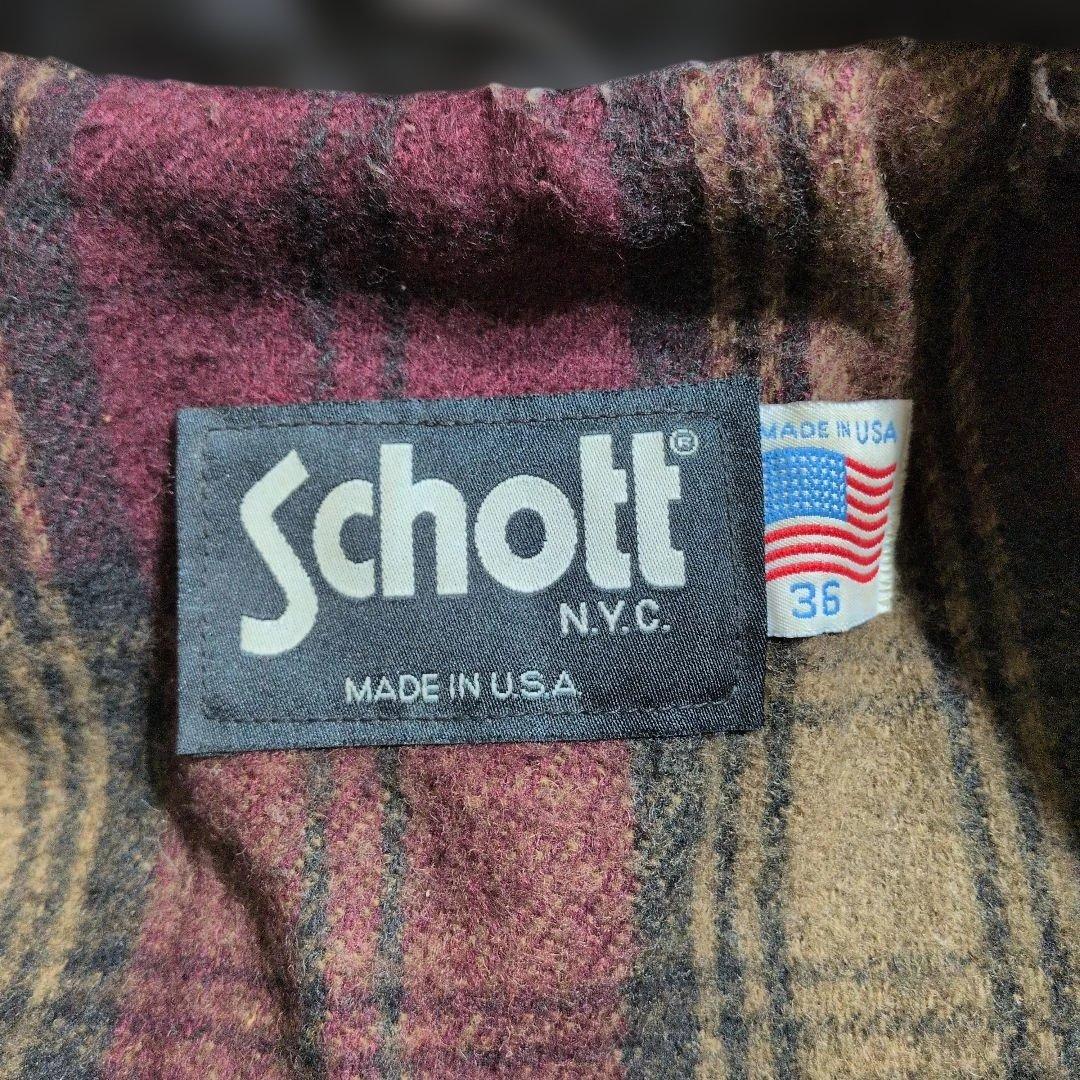 Schott®
N.Y.C.
MADE IN U.S.A
MADE IN USA
36